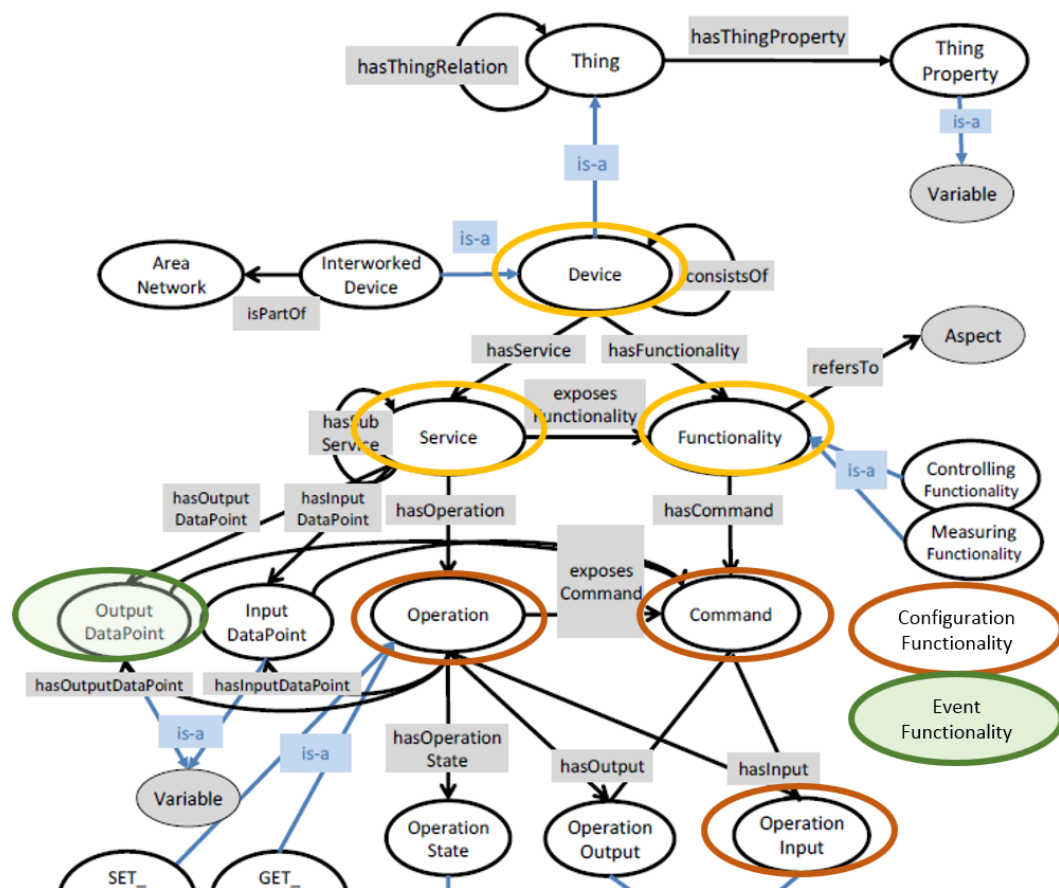 hasThingRelation
Thing
hasThingProperty
Thing
Property
is-a
is-a
Variable
Area
Network
isPartOf
Interworked
Device
is-a
Device
consistsOf
hasService
hasFunctionality
Aspect
refersTo
hasSub
Service
Service
exposes
Functionality
Functionality
is-a
Controlling
Functionality
Measuring
Functionality
hasOutput
DataPoint
hasInput
DataPoint
hasOperation
hasCommand
exposes
Command
Output
DataPoint
Input
DataPoint
Operation
Command
Configuration
Functionality
hasOutputDataPoint
hasInputDataPoint
Event
Functionality
is-a
is-a
hasOperation
State
hasOutput
hasInput
Variable
Operation
State
Operation
Output
Operation
Input
SET_
GET_